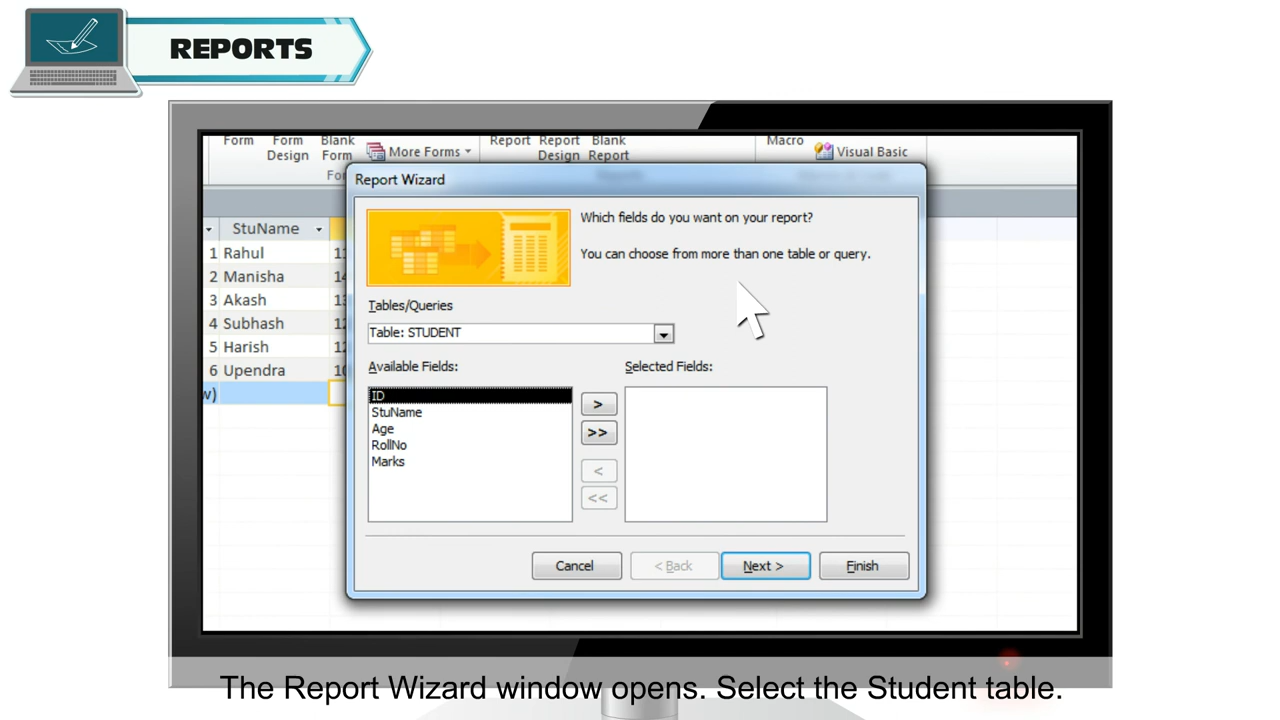 REPORTS
Form Form Design Blank Form More Forms Report Report Design Blank Report Macro Visual Basic
Report Wizard
Which fields do you want on your report?
You can choose from more than one table or query.
StuName
1 Rahul
2 Manisha
3 Akash
4 Subhash
5 Harish
6 Upendra
w)
Tables/Queries
Table: STUDENT
Available Fields:
Selected Fields:
ID
StuName
Age
RollNo
Marks
>
>>
<
<<
Cancel < Back Next > Finish
The Report Wizard window opens. Select the Student table.